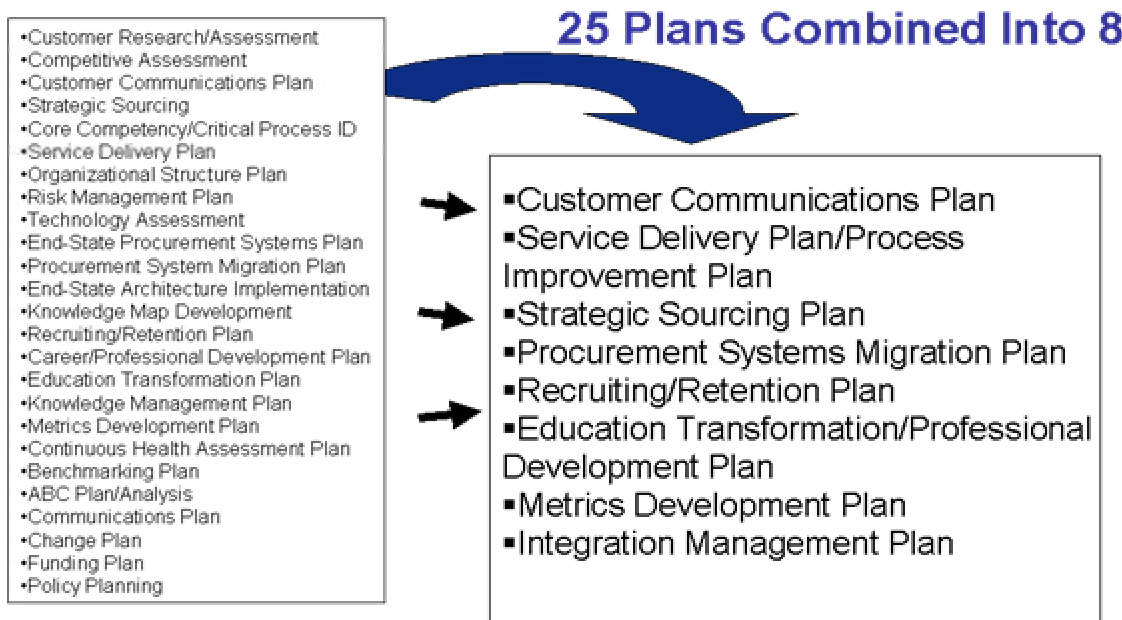 25 Plans Combined Into 8
•Customer Research/Assessment
•Competitive Assessment
•Customer Communications Plan
•Strategic Sourcing
•Core Competency/Critical Process ID
•Service Delivery Plan
•Organizational Structure Plan
•Risk Management Plan
•Technology Assessment
•End-State Procurement Systems Plan
•Procurement System Migration Plan
•End-State Architecture Implementation
•Knowledge Map Development
•Recruiting/Retention Plan
•Career/Professional Development Plan
•Education Transformation Plan
•Knowledge Management Plan
•Metrics Development Plan
•Continuous Health Assessment Plan
•Benchmarking Plan
•ABC Plan/Analysis
•Communications Plan
•Change Plan
•Funding Plan
•Policy Planning
▪Customer Communications Plan
▪Service Delivery Plan/Process
Improvement Plan
▪Strategic Sourcing Plan
▪Procurement Systems Migration Plan
▪Recruiting/Retention Plan
▪Education Transformation/Professional
Development Plan
▪Metrics Development Plan
▪Integration Management Plan